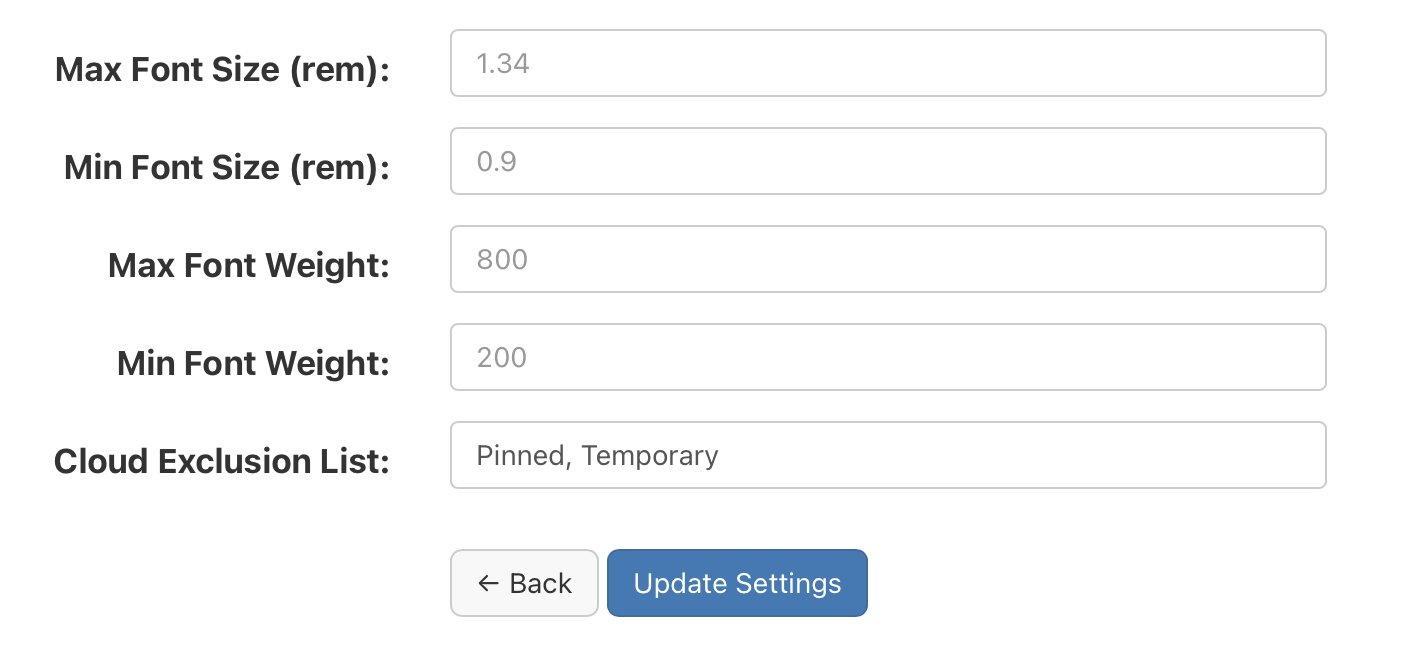 Max Font Size (rem): 1.34
Min Font Size (rem): 0.9
Max Font Weight: 800
Min Font Weight: 200
Cloud Exclusion List: Pinned, Temporary
← Back Update Settings